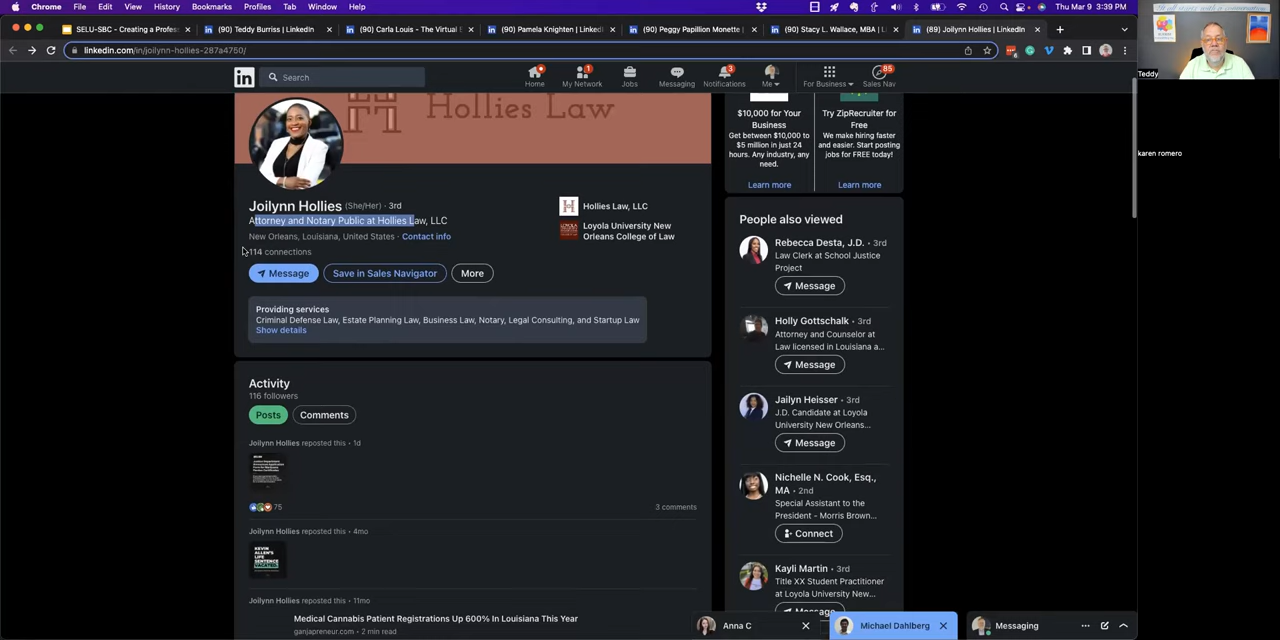 Chrome File Edit View History Bookmarks Profiles Tab Window Help
Thu Mar 9 3:39 PM
SELU-SBC - Creating a Profess
(90) Teddy Burriss | LinkedIn
(90) Carla Louis - The Virtual E
(90) Pamela Knighten | LinkedI
(90) Peggy Papillion Monette |
(90) Stacy L. Wallace, MBA |
(89) Joilynn Hollies | LinkedIn
linkedin.com/in/joilynn-hollies-287a4750/
in
Search
Home
1
My Network
Jobs
Messaging
3
Notifications
Me
For Business
85
Sales Nav
Teddy
karen romero
Hollies Law
Joilynn Hollies (She/Her) · 3rd
Attorney and Notary Public at Hollies Law, LLC
New Orleans, Louisiana, United States · Contact info
114 connections
Message
Save in Sales Navigator
More
Hollies Law, LLC
Loyola University New
Orleans College of Law
Providing services
Criminal Defense Law, Estate Planning Law, Business Law, Notary, Legal Consulting, and Startup Law
Show details
Activity
116 followers
Posts
Comments
Joilynn Hollies reposted this • 1d
75
3 comments
Joilynn Hollies reposted this • 4mo
KEVIN
ALLEN'S
LIFE
SENTENCE
Joilynn Hollies reposted this • 11mo
Medical Cannabis Patient Registrations Up 600% In Louisiana This Year
ganjapreneur.com • 2 min read
$10,000 for Your
Business
Get between $10,000 to
$5 million in just 24
hours. Any industry, any
need.
Learn more
Try ZipRecruiter for
Free
We make hiring faster
and easier. Start posting
jobs for FREE today!
Learn more
People also viewed
Rebecca Desta, J.D. • 3rd
Law Clerk at School Justice
Project
Message
Holly Gottschalk • 3rd
Attorney and Counselor at
Law licensed in Louisiana a...
Message
Jailyn Heisser • 3rd
J.D. Candidate at Loyola
University New Orleans...
Message
Nichelle N. Cook, Esq.,
MA • 2nd
Special Assistant to the
President - Morris Brown...
Connect
Kayli Martin • 3rd
Title XX Student Practitioner
at Loyola University New...
Message
Anna C
Michael Dahlberg
Messaging